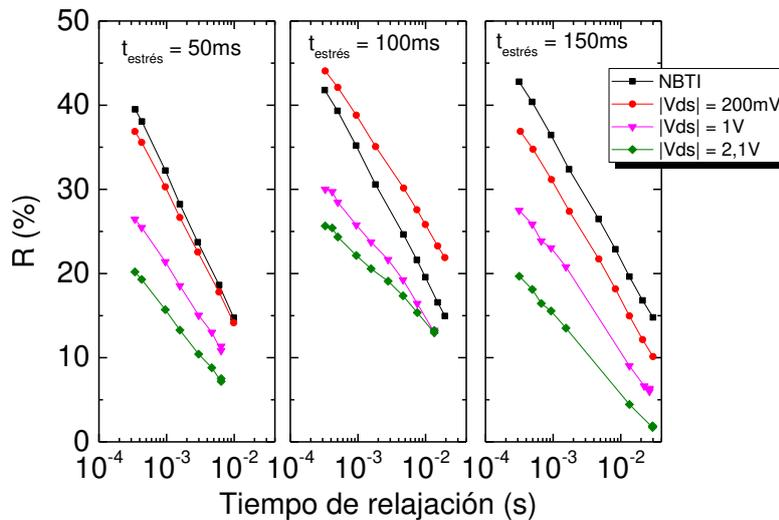 50
40
30
20
10
0
R (%)
t_estrés = 50ms
t_estrés = 100ms
t_estrés = 150ms
NBTI
|Vds| = 200mV
|Vds| = 1V
|Vds| = 2,1V
10^-4 10^-3 10^-2 10^-4 10^-3 10^-2 10^-4 10^-3 10^-2
Tiempo de relajación (s)